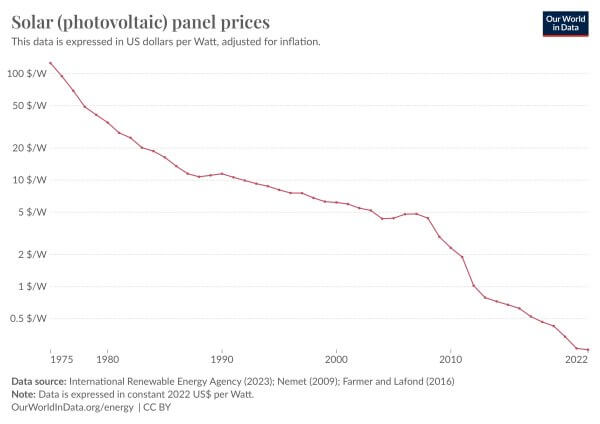 Solar (photovoltaic) panel prices
Our World
in Data
This data is expressed in US dollars per Watt, adjusted for inflation.
100 $/W
50 $/W
20 $/W
10 $/W
5 $/W
2 $/W
1 $/W
0.5 $/W
1975
1980
1990
2000
2010
2022
Data source: International Renewable Energy Agency (2023); Nemet (2009); Farmer and Lafond (2016)
Note: Data is expressed in constant 2022 US$ per Watt.
OurWorldInData.org/energy | CC BY